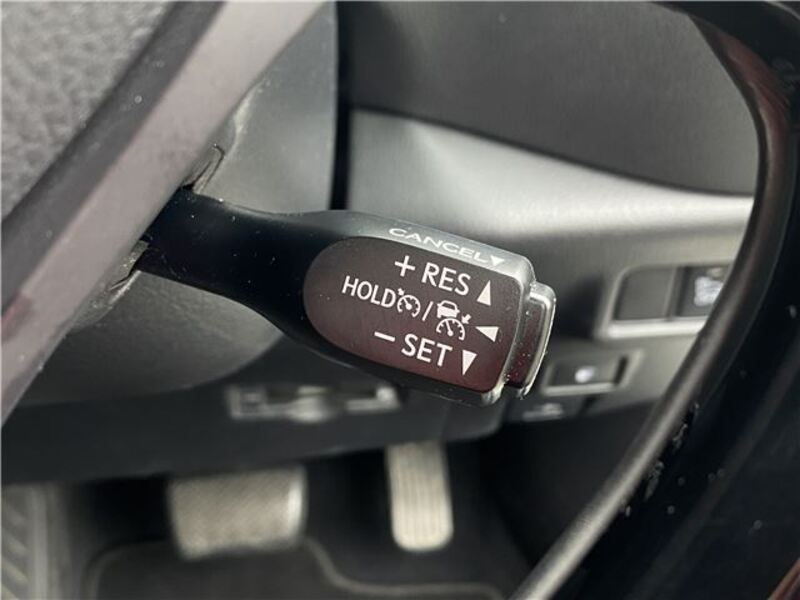 CANCEL▼
+ RES ▲
HOLD / ◀
− SET ▼